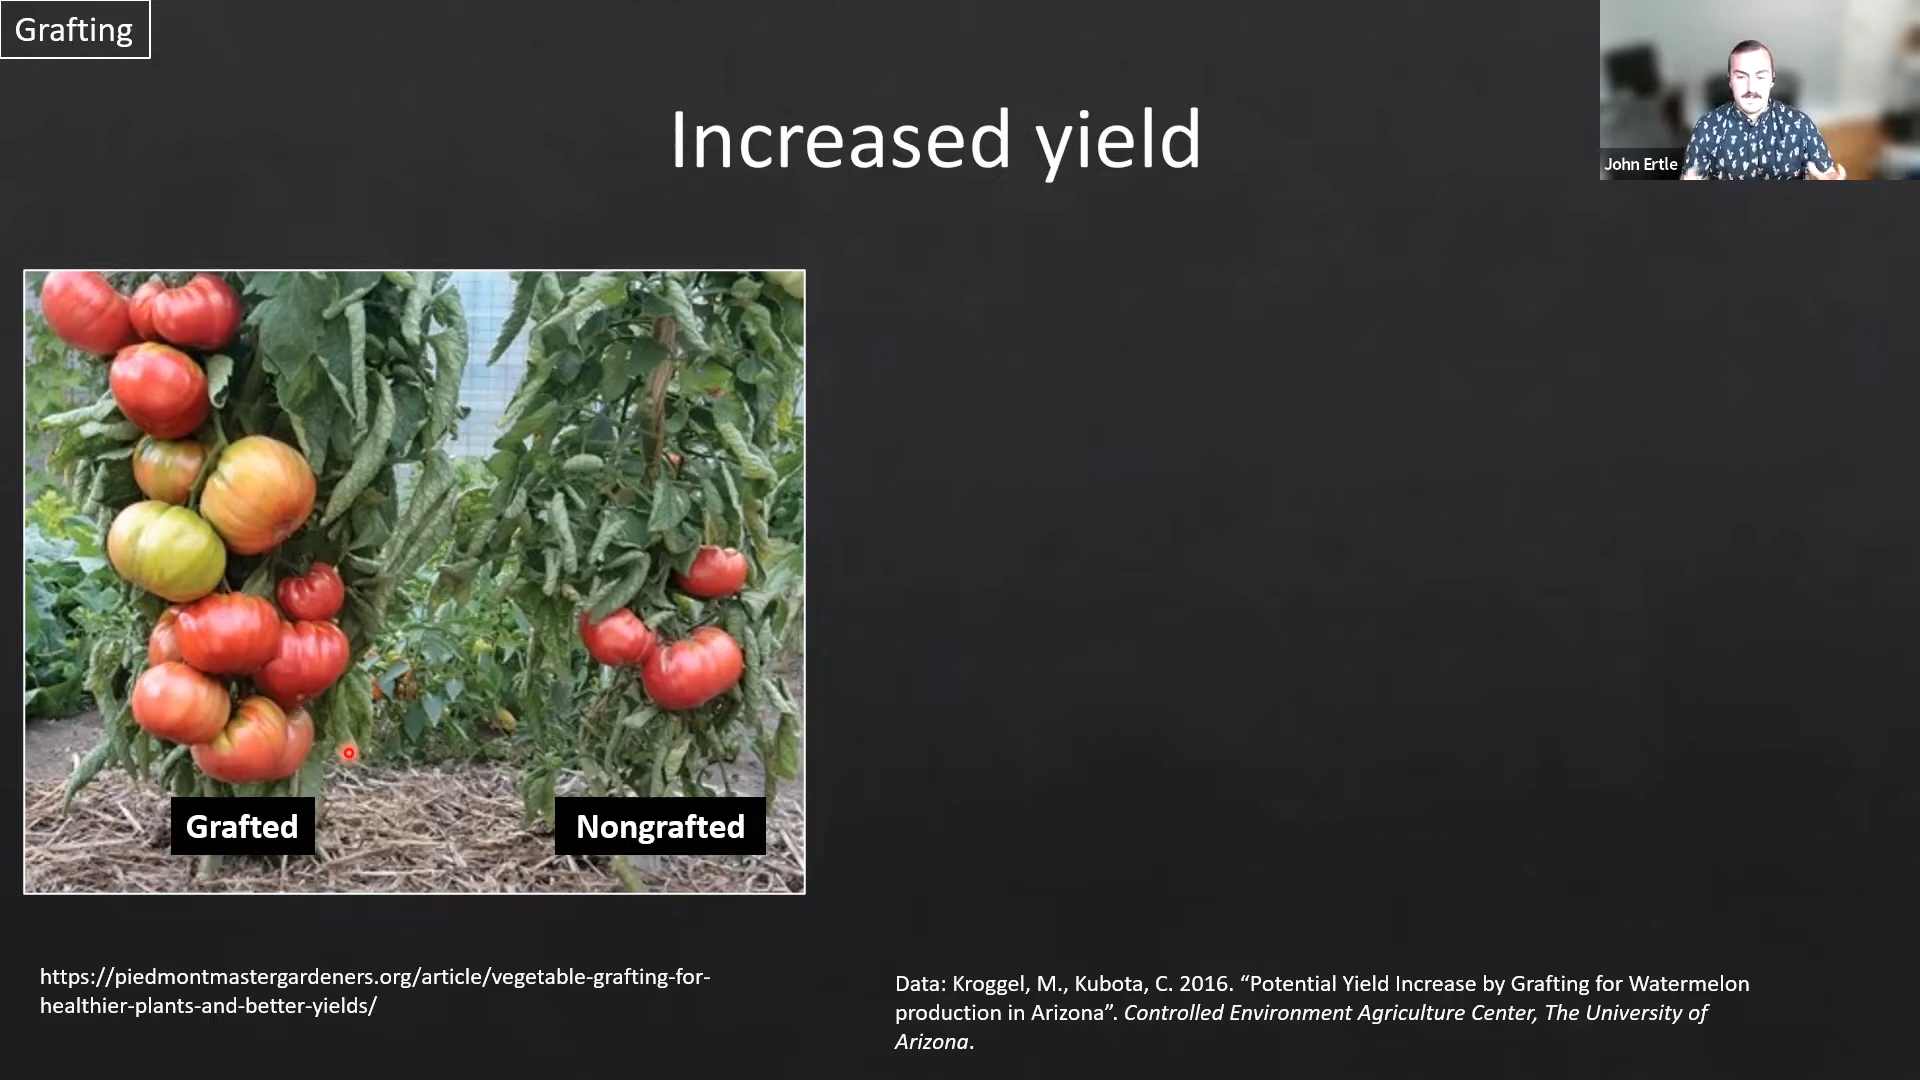 Grafting
Increased yield
John Ertle
Grafted
Nongrafted
https://piedmontmastergardeners.org/article/vegetable-grafting-for-
healthier-plants-and-better-yields/
Data: Kroggel, M., Kubota, C. 2016. “Potential Yield Increase by Grafting for Watermelon
production in Arizona”. Controlled Environment Agriculture Center, The University of
Arizona.